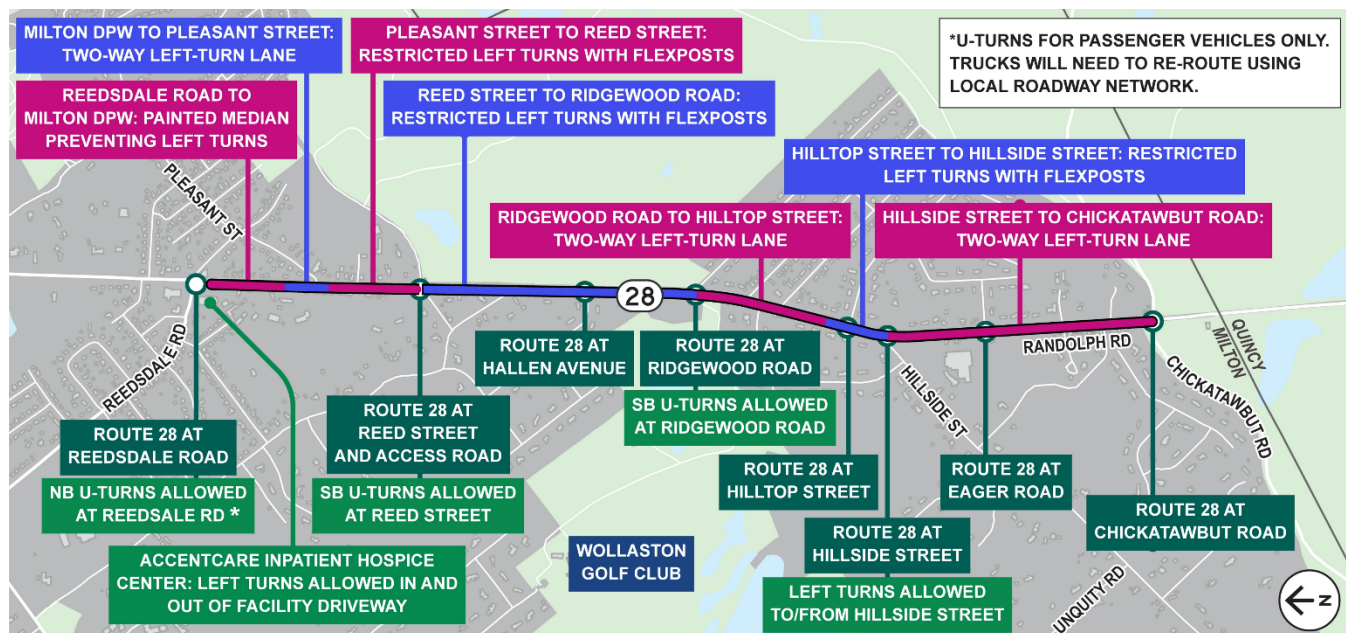 MILTON DPW TO PLEASANT STREET:
TWO-WAY LEFT-TURN LANE
PLEASANT STREET TO REED STREET:
RESTRICTED LEFT TURNS WITH FLEXPOSTS
*U-TURNS FOR PASSENGER VEHICLES ONLY.
TRUCKS WILL NEED TO RE-ROUTE USING
LOCAL ROADWAY NETWORK.
REEDSDALE ROAD TO
MILTON DPW: PAINTED MEDIAN
PREVENTING LEFT TURNS
REED STREET TO RIDGEWOOD ROAD:
RESTRICTED LEFT TURNS WITH FLEXPOSTS
HILLTOP STREET TO HILLSIDE STREET: RESTRICTED
LEFT TURNS WITH FLEXPOSTS
RIDGEWOOD ROAD TO HILLTOP STREET:
TWO-WAY LEFT-TURN LANE
HILLSIDE STREET TO CHICKATAWBUT ROAD:
TWO-WAY LEFT-TURN LANE
PLEASANT ST
28
REEDSDALE RD
RANDOLPH RD
QUINCY
MILTON
CHICKATAWBUT RD
HILLSIDE ST
UNQUITY RD
ROUTE 28 AT
REEDSDALE ROAD
NB U-TURNS ALLOWED
AT REEDSALE RD *
ACCENTCARE INPATIENT HOSPICE
CENTER: LEFT TURNS ALLOWED IN AND
OUT OF FACILITY DRIVEWAY
ROUTE 28 AT
REED STREET
AND ACCESS ROAD
SB U-TURNS ALLOWED
AT REED STREET
ROUTE 28 AT
HALLEN AVENUE
ROUTE 28 AT
RIDGEWOOD ROAD
SB U-TURNS ALLOWED
AT RIDGEWOOD ROAD
WOLLASTON
GOLF CLUB
ROUTE 28 AT
HILLTOP STREET
ROUTE 28 AT
HILLSIDE STREET
LEFT TURNS ALLOWED
TO/FROM HILLSIDE STREET
ROUTE 28 AT
EAGER ROAD
ROUTE 28 AT
CHICKATAWBUT ROAD
N